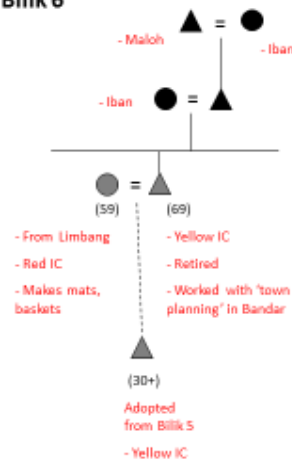 Bilik 6
=
- Maloh
- Iban
- Iban
=
=
(59)
(69)
- From Limbang
- Red IC
- Makes mats,
baskets
- Yellow IC
- Retired
- Worked with 'town
planning' in Bandar
(30+)
Adopted
from Bilik 5
- Yellow IC